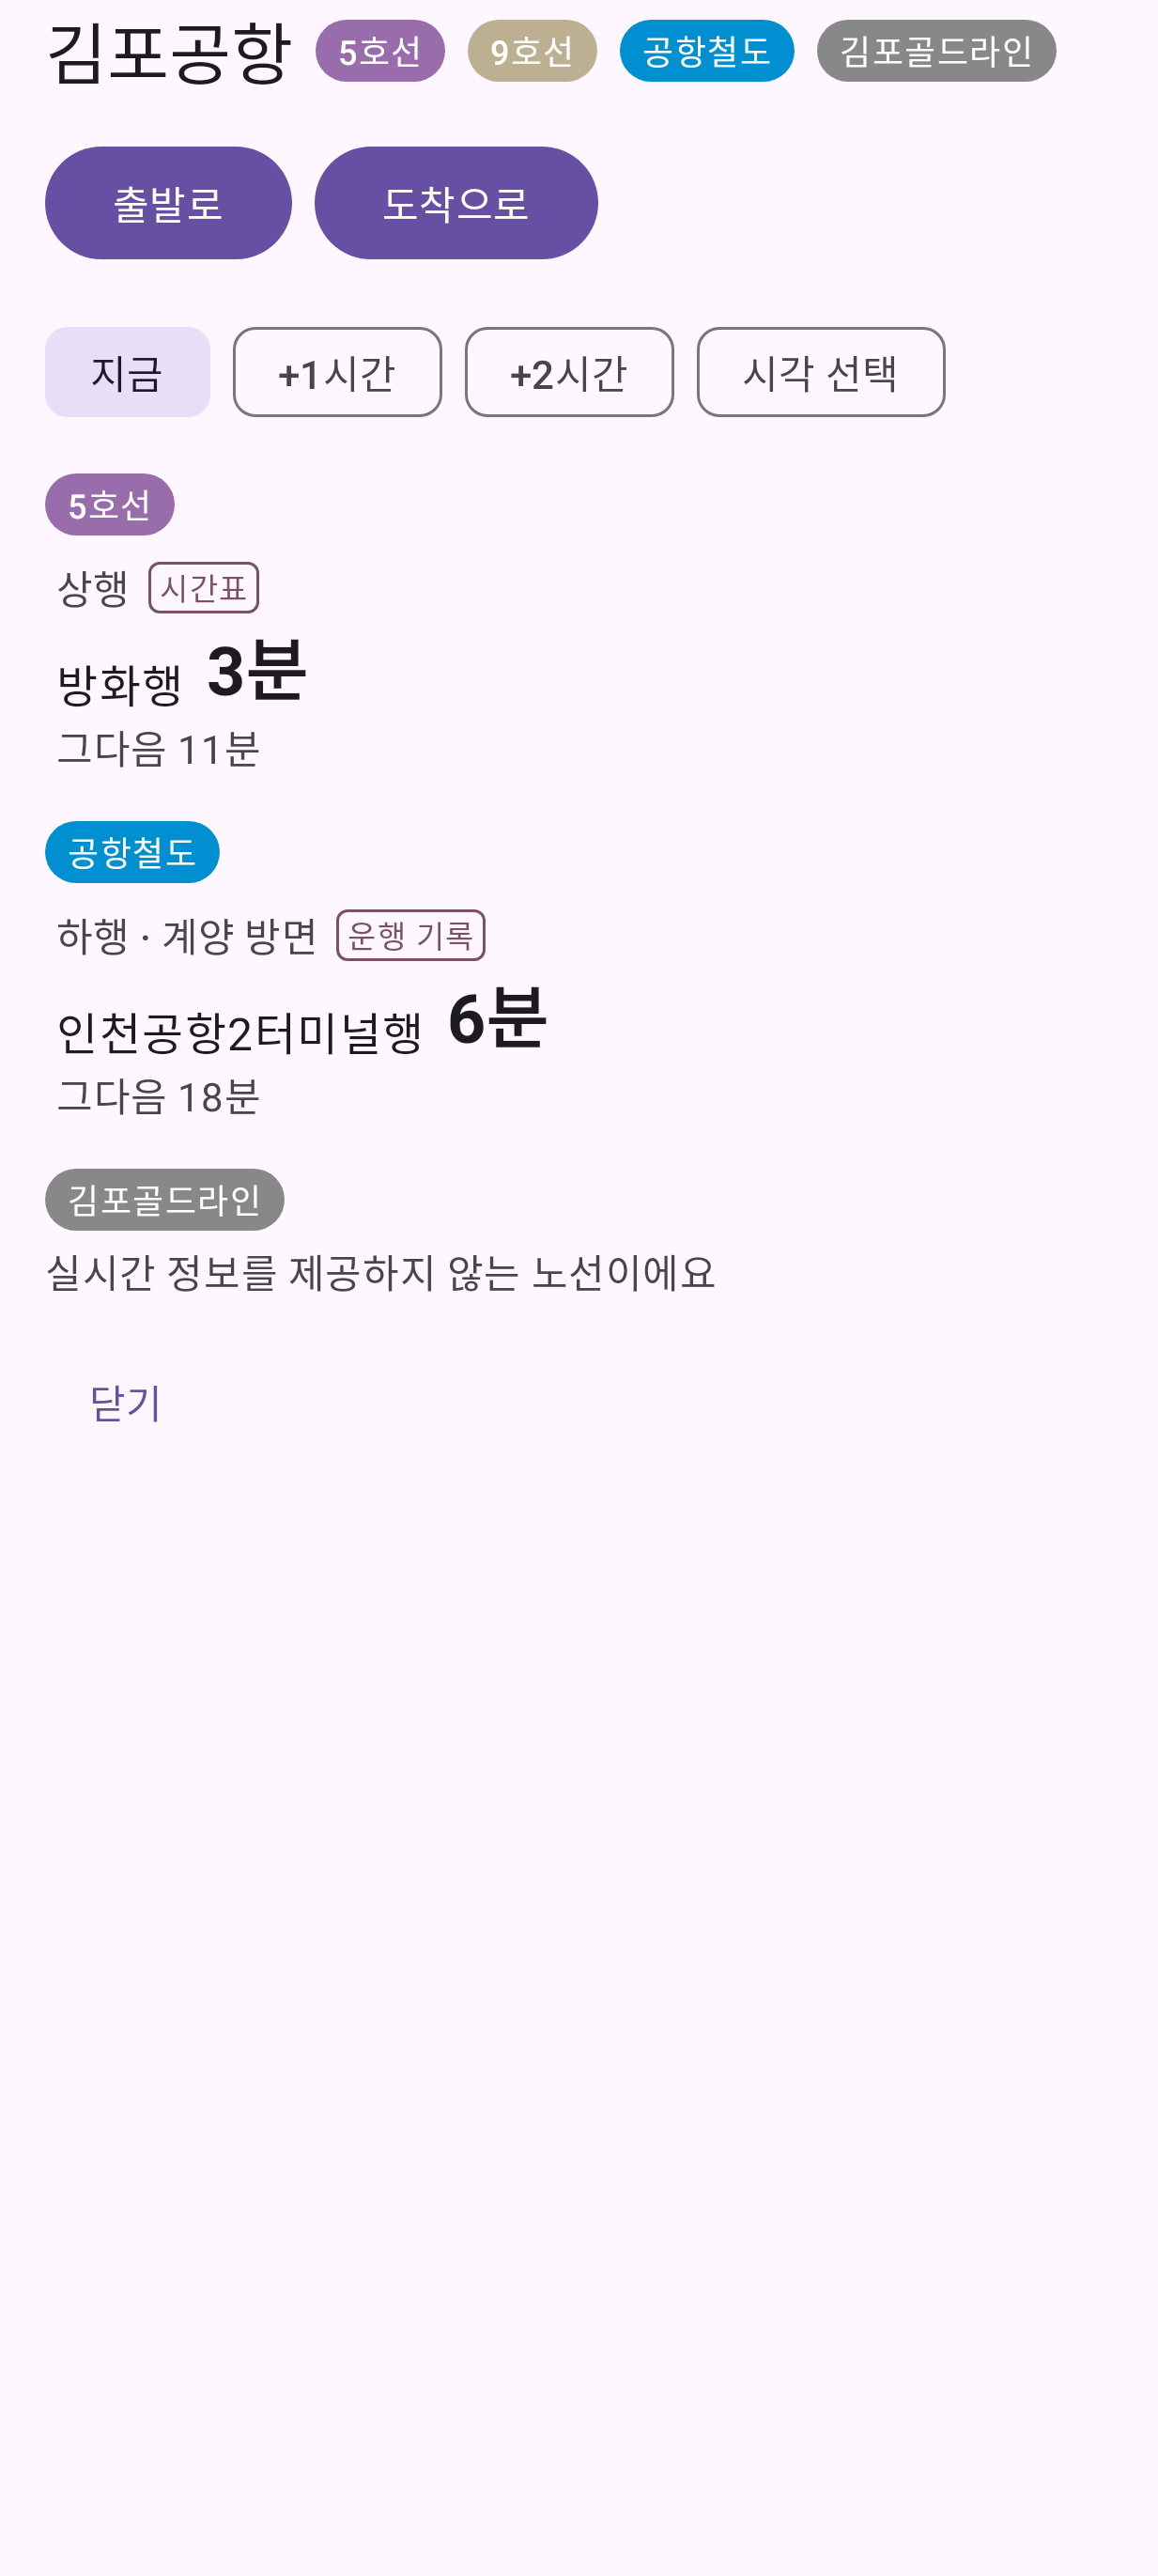 김포공항 5호선 9호선 공항철도 김포골드라인
출발로 도착으로
지금 +1시간 +2시간 시각 선택
5호선
상행 시간표
방화행 3분
그다음 11분
공항철도
하행 · 계양 방면 운행 기록
인천공항2터미널행 6분
그다음 18분
김포골드라인
실시간 정보를 제공하지 않는 노선이에요
닫기